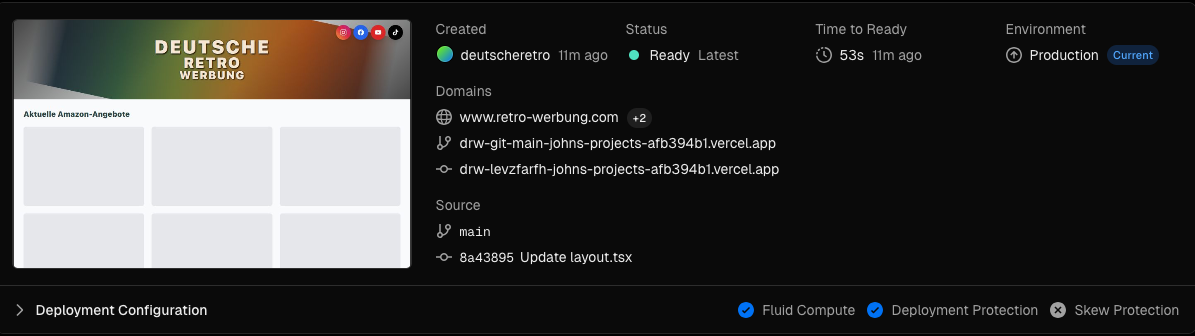 DEUTSCHE
RETRO
WERBUNG
Aktuelle Amazon-Angebote
Created
deutscheretro 11m ago
Status
Ready Latest
Time to Ready
53s 11m ago
Environment
Production Current
Domains
www.retro-werbung.com +2
drw-git-main-johns-projects-afb394b1.vercel.app
drw-levzfarfh-johns-projects-afb394b1.vercel.app
Source
main
8a43895 Update layout.tsx
Deployment Configuration
Fluid Compute
Deployment Protection
Skew Protection